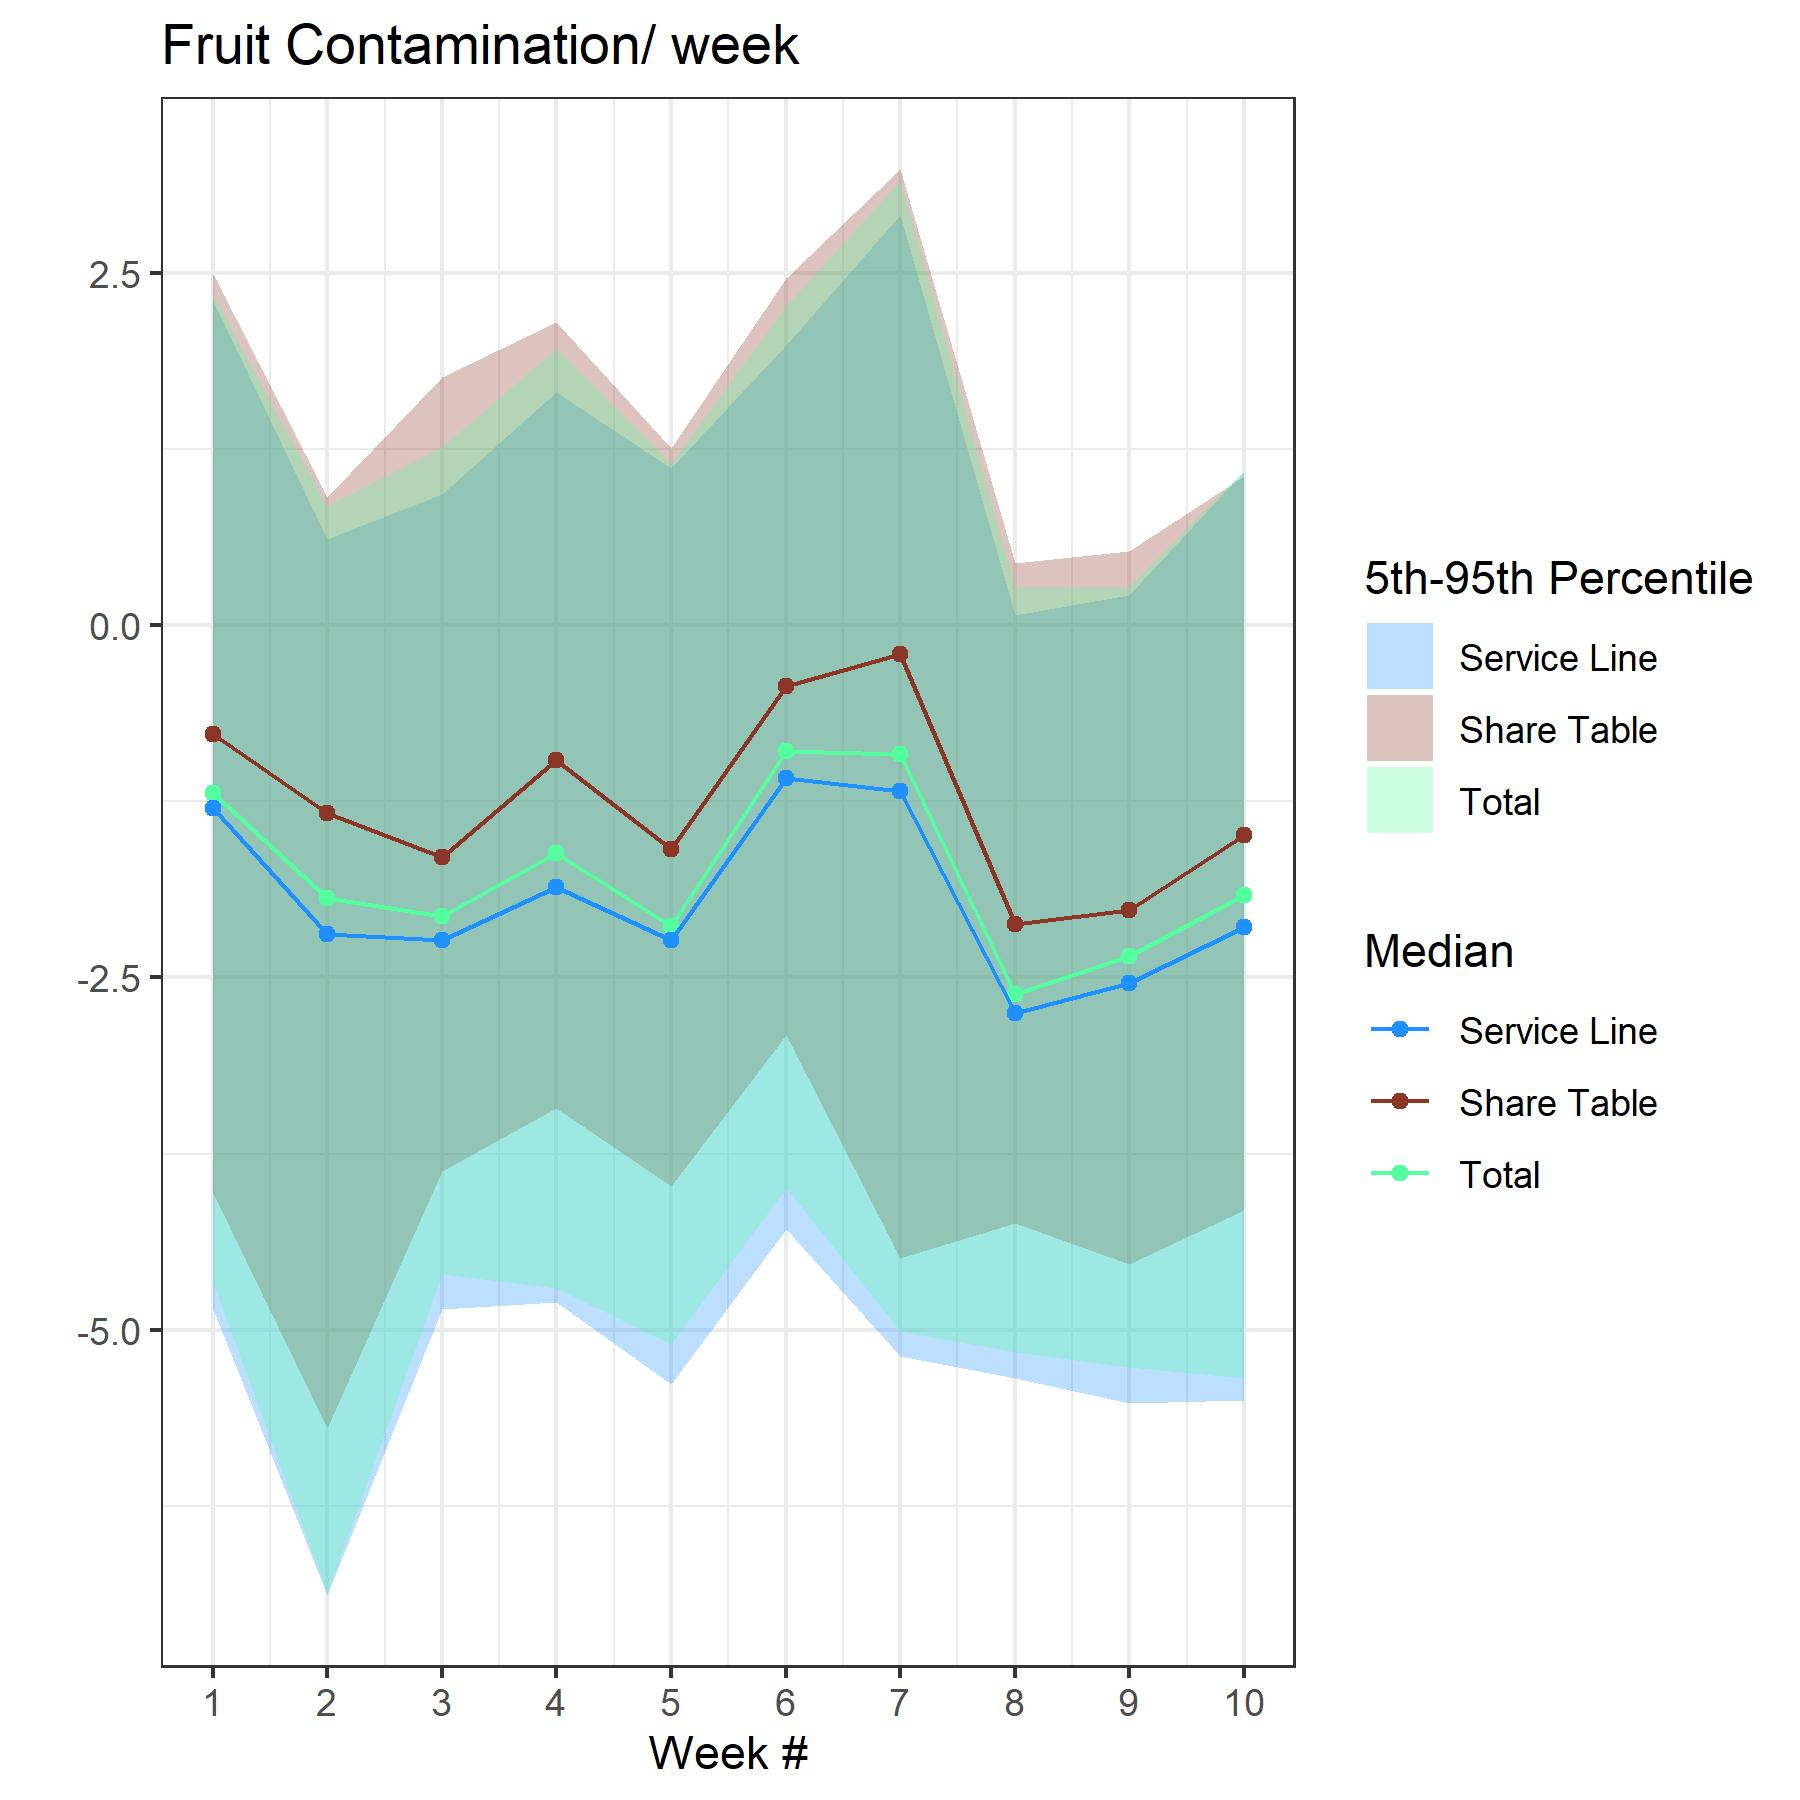 Fruit Contamination/ week
2.5
0.0
-2.5
-5.0
1 2 3 4 5 6 7 8 9 10
Week #
5th-95th Percentile
Service Line
Share Table
Total
Median
Service Line
Share Table
Total